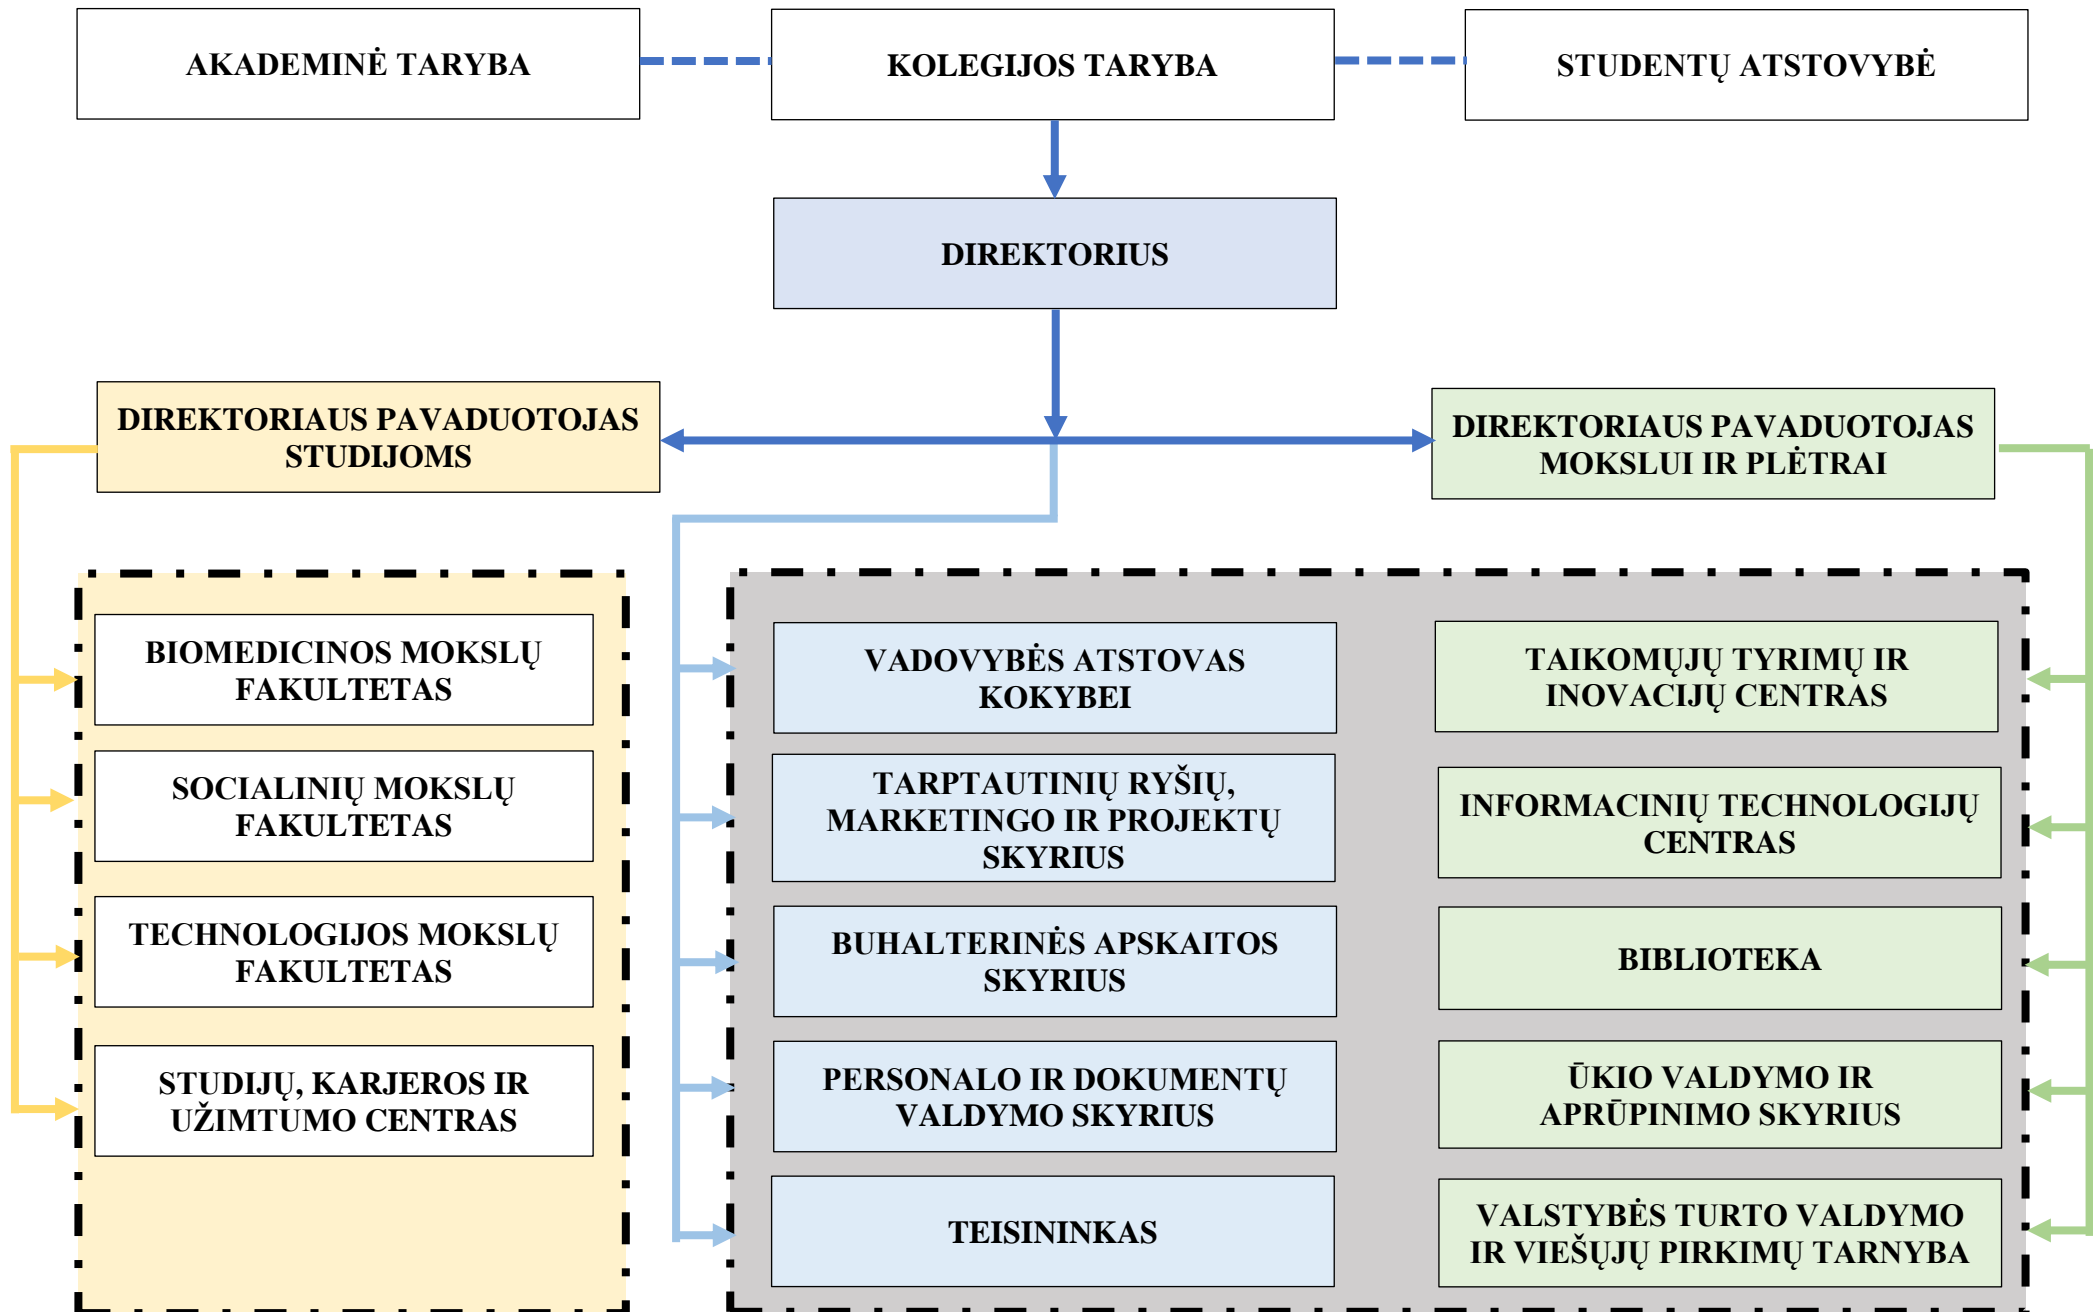 AKADEMINĖ TARYBA
KOLEGIJOS TARYBA
STUDENTŲ ATSTOVYBĖ
DIREKTORIUS
DIREKTORIAUS PAVADUOTOJAS
STUDIJOMS
DIREKTORIAUS PAVADUOTOJAS
MOKSLUI IR PLĖTRAI
BIOMEDICINOS MOKSLŲ
FAKULTETAS
SOCIALINIŲ MOKSLŲ
FAKULTETAS
TECHNOLOGIJOS MOKSLŲ
FAKULTETAS
STUDIJŲ, KARJEROS IR
UŽIMTUMO CENTRAS
VADOVYBĖS ATSTOVAS
KOKYBEI
TARPTAUTINIŲ RYŠIŲ,
MARKETINGO IR PROJEKTŲ
SKYRIUS
BUHALTERINĖS APSKAITOS
SKYRIUS
PERSONALO IR DOKUMENTŲ
VALDYMO SKYRIUS
TEISININKAS
TAIKOMŲJŲ TYRIMŲ IR
INOVACIJŲ CENTRAS
INFORMACINIŲ TECHNOLOGIJŲ
CENTRAS
BIBLIOTEKA
ŪKIO VALDYMO IR
APRŪPINIMO SKYRIUS
VALSTYBĖS TURTO VALDYMO
IR VIEŠŲJŲ PIRKIMŲ TARNYBA